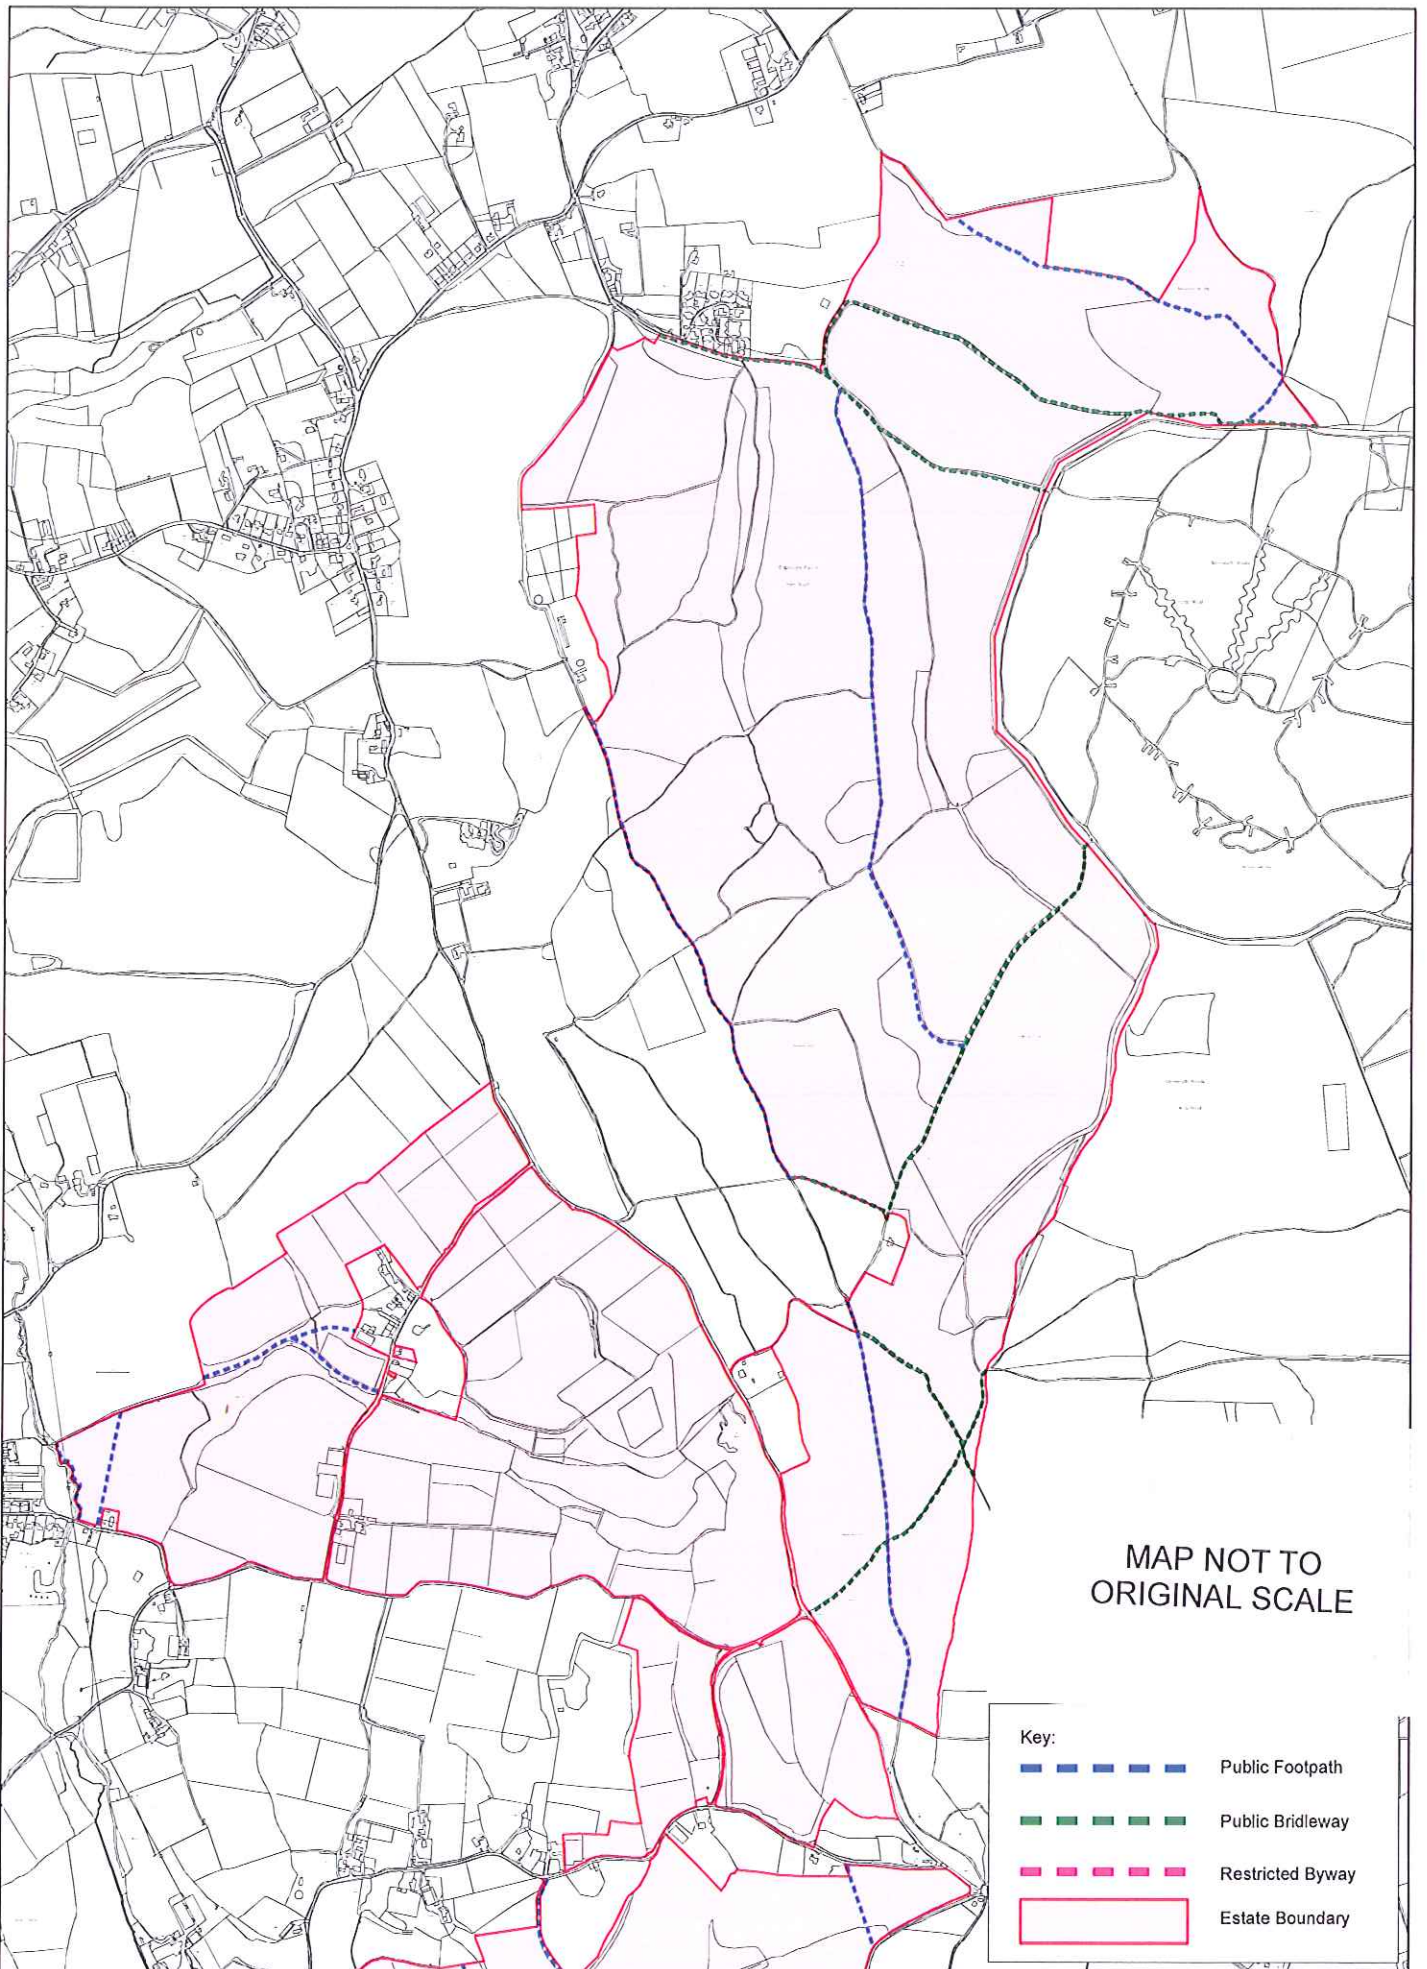 MAP NOT TO
ORIGINAL SCALE
Key:
Public Footpath
Public Bridleway
Restricted Byway
Estate Boundary